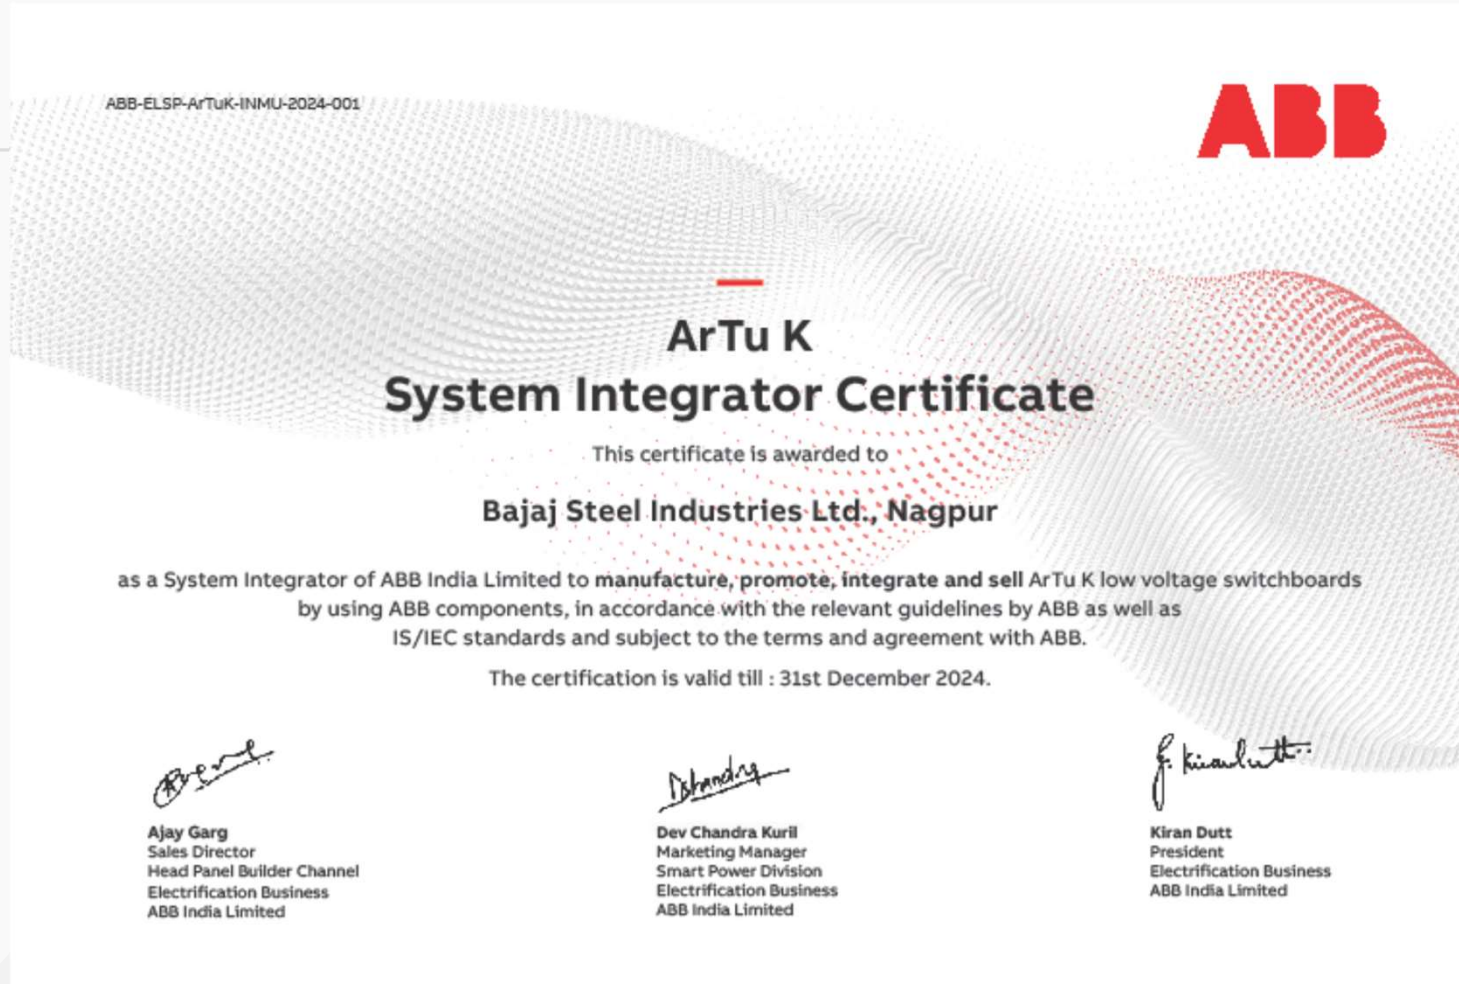 ABB-ELSP-ArTuK-INMU-2024-001
ABB
ArTu K
System Integrator Certificate
This certificate is awarded to
Bajaj Steel Industries Ltd., Nagpur
as a System Integrator of ABB India Limited to manufacture, promote, integrate and sell ArTu K low voltage switchboards
by using ABB components, in accordance with the relevant guidelines by ABB as well as
IS/IEC standards and subject to the terms and agreement with ABB.
The certification is valid till : 31st December 2024.
Ajay Garg
Sales Director
Head Panel Builder Channel
Electrification Business
ABB India Limited
Dev Chandra Kuril
Marketing Manager
Smart Power Division
Electrification Business
ABB India Limited
Kiran Dutt
President
Electrification Business
ABB India Limited